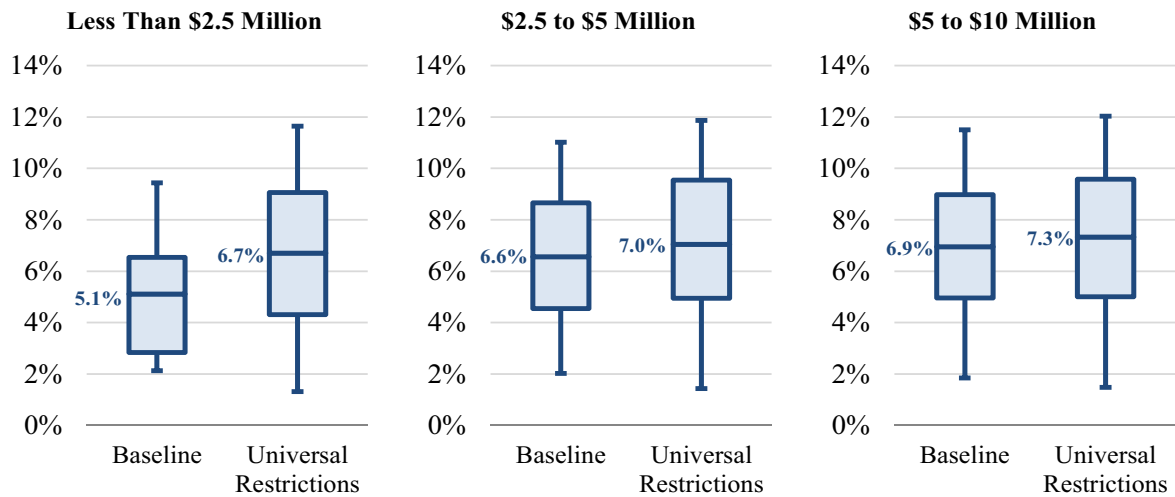 Less Than $2.5 Million
14%
12%
10%
8%
6%
4%
2%
0%
5.1%
6.7%
Baseline
Universal
Restrictions
$2.5 to $5 Million
14%
12%
10%
8%
6%
4%
2%
0%
6.6%
7.0%
Baseline
Universal
Restrictions
$5 to $10 Million
14%
12%
10%
8%
6%
4%
2%
0%
6.9%
7.3%
Baseline
Universal
Restrictions